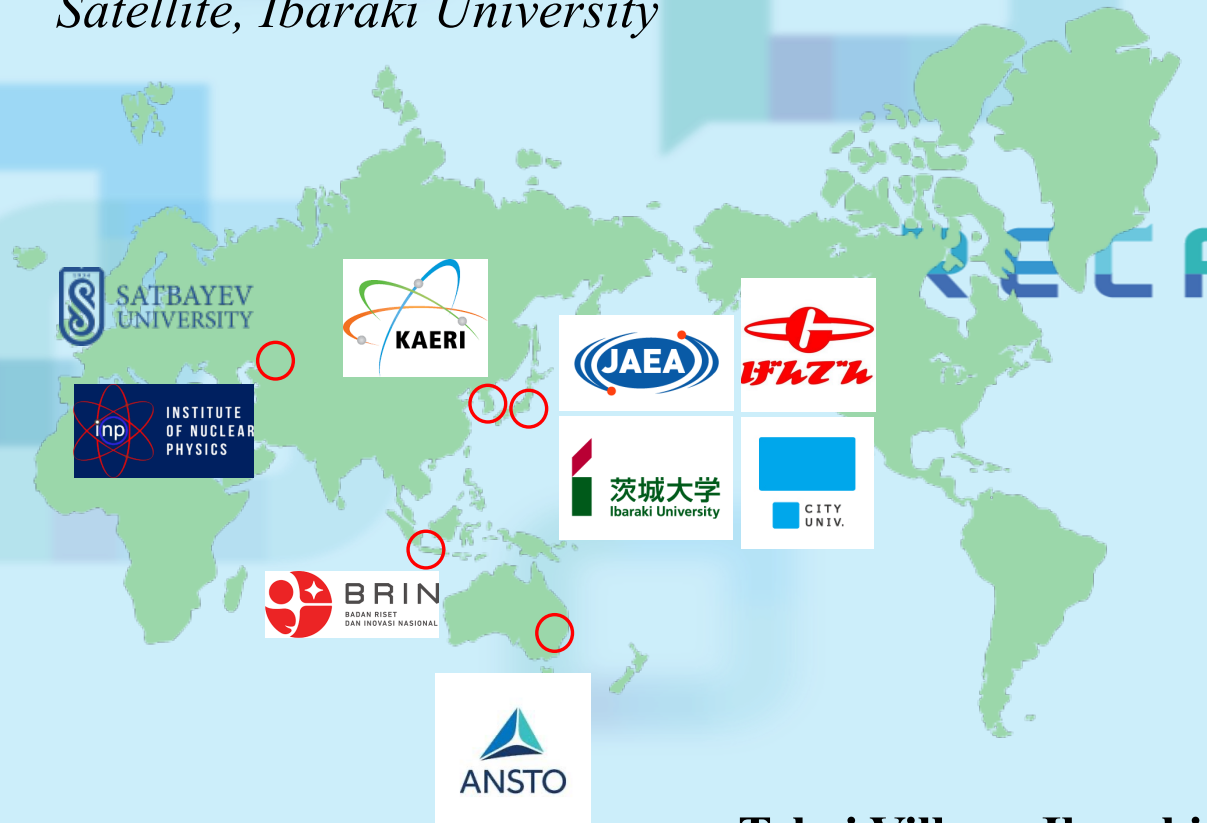 Satellite, Ibaraki University
RECA
SATBAYEV
UNIVERSITY
KAERI
JAEA
げんでん
inp
INSTITUTE
OF NUCLEAR
PHYSICS
茨城大学
Ibaraki University
CITY
UNIV.
BRIN
BADAN RISET
DAN INOVASI NASIONAL
ANSTO